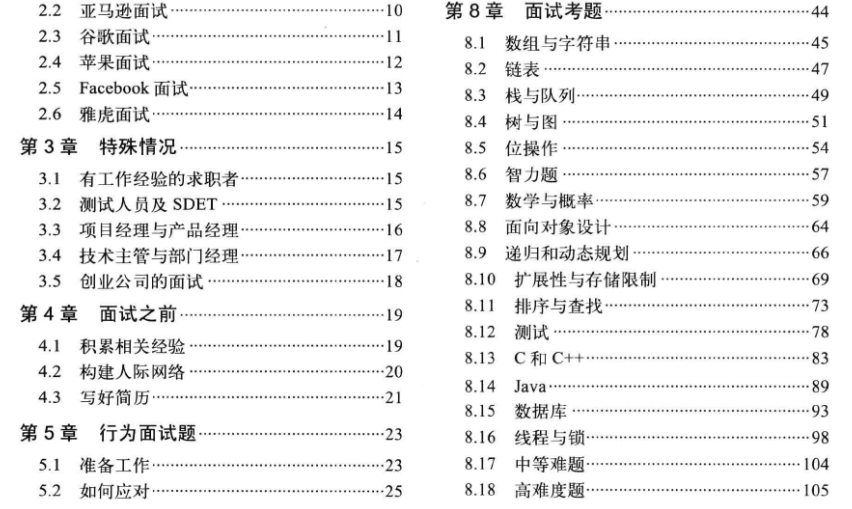 2.2 亚马逊面试……10
2.3 谷歌面试……11
2.4 苹果面试……12
2.5 Facebook 面试……13
2.6 雅虎面试……14
第 3 章 特殊情况……15
3.1 有工作经验的求职者……15
3.2 测试人员及 SDET……15
3.3 项目经理与产品经理……16
3.4 技术主管与部门经理……17
3.5 创业公司的面试……18
第 4 章 面试之前……19
4.1 积累相关经验……19
4.2 构建人际网络……20
4.3 写好简历……21
第 5 章 行为面试题……23
5.1 准备工作……23
5.2 如何应对……25
第 8 章 面试考题……44
8.1 数组与字符串……45
8.2 链表……47
8.3 栈与队列……49
8.4 树与图……51
8.5 位操作……54
8.6 智力题……57
8.7 数学与概率……59
8.8 面向对象设计……64
8.9 递归和动态规划……66
8.10 扩展性与存储限制……69
8.11 排序与查找……73
8.12 测试……78
8.13 C 和 C++……83
8.14 Java……89
8.15 数据库……93
8.16 线程与锁……98
8.17 中等难题……104
8.18 高难度题……105